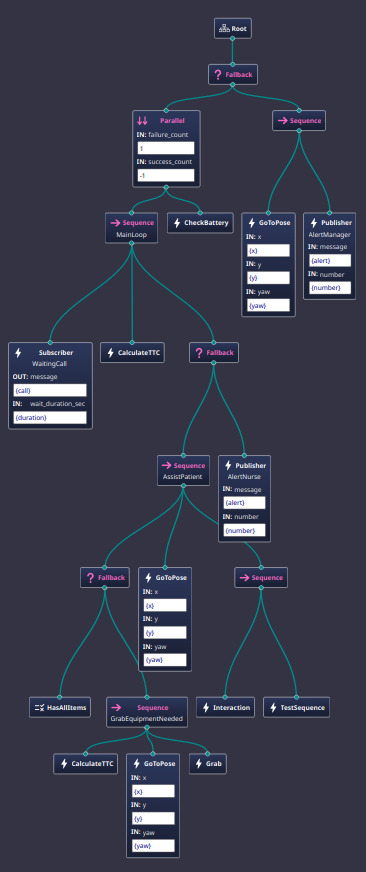 Root
Fallback
Parallel
IN: failure_count
1
IN: success_count
-1
Sequence
Sequence
MainLoop
CheckBattery
GoToPose
IN: x
{x}
IN: y
{y}
IN: yaw
{yaw}
Publisher
AlertManager
IN: message
{alert}
IN: number
{number}
Subscriber
WaitingCall
OUT: message
{call}
IN: wait_duration_sec
{duration}
CalculateTTC
Fallback
Sequence
AssistPatient
Publisher
AlertNurse
IN: message
{alert}
IN: number
{number}
Fallback
GoToPose
IN: x
{x}
IN: y
{y}
IN: yaw
{yaw}
Sequence
HasAllItems
Sequence
GrabEquipmentNeeded
Interaction
TestSequence
CalculateTTC
GoToPose
IN: x
{x}
IN: y
{y}
IN: yaw
{yaw}
Grab